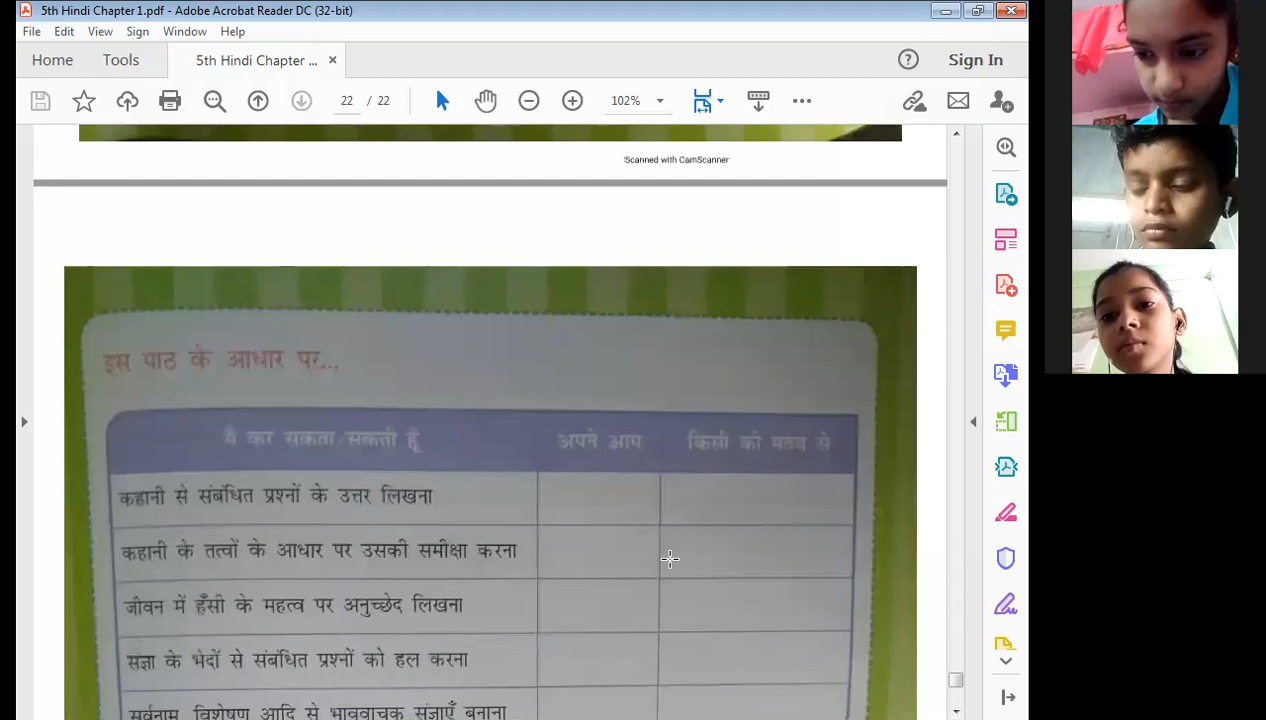 5th Hindi Chapter 1.pdf - Adobe Acrobat Reader DC (32-bit)
File Edit View Sign Window Help
Home Tools 5th Hindi Chapter ... × Sign In
22 / 22 102%
Scanned with CamScanner
इस पाठ के आधार पर...
मैं कर सकता/सकती हूँ अपने आप किसी की मदद से
कहानी से संबंधित प्रश्नों के उत्तर लिखना
कहानी के तत्वों के आधार पर उसकी समीक्षा करना
जीवन में हँसी के महत्व पर अनुच्छेद लिखना
संज्ञा के भेदों से संबंधित प्रश्नों को हल करना
सर्वनाम, विशेषण आदि से भाववाचक संज्ञाएँ बनाना